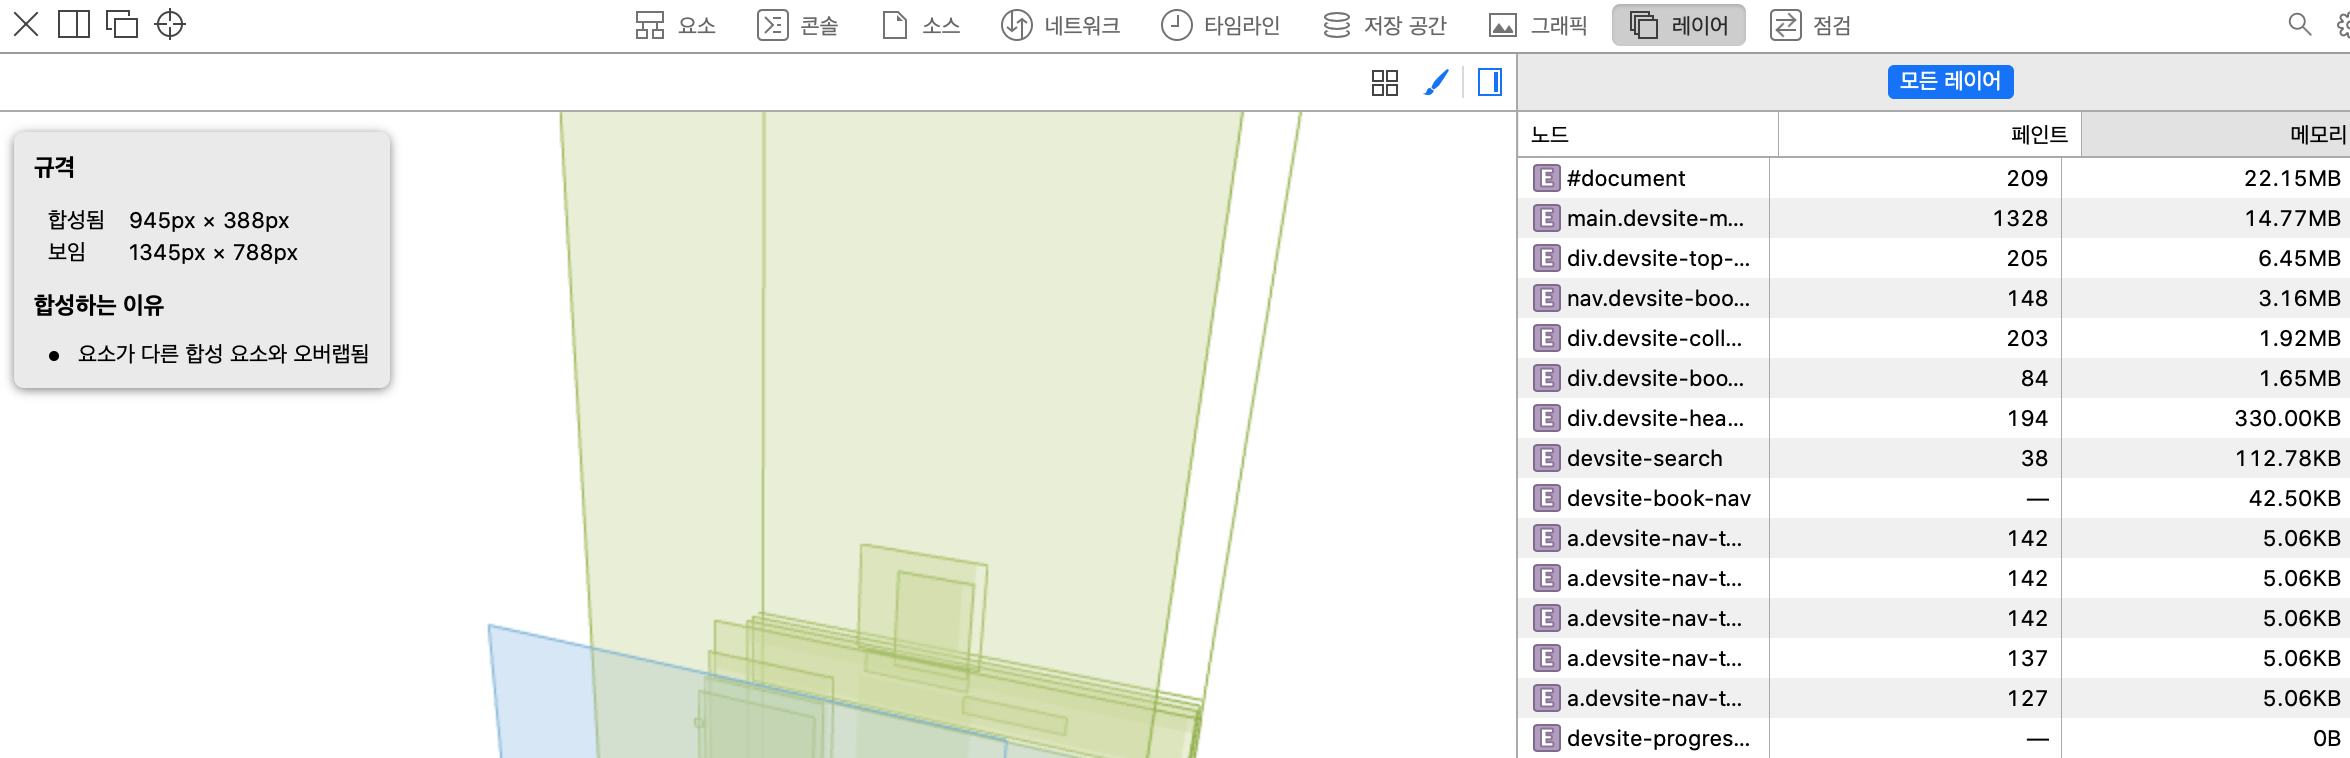 요소 콘솔 소스 네트워크 타임라인 저장 공간 그래픽 레이어 점검
모든 레이어
규격
합성됨 945px × 388px
보임 1345px × 788px
합성하는 이유
• 요소가 다른 합성 요소와 오버랩됨
노드 페인트 메모리
E #document 209 22.15MB
E main.devsite-m... 1328 14.77MB
E div.devsite-top-... 205 6.45MB
E nav.devsite-boo... 148 3.16MB
E div.devsite-coll... 203 1.92MB
E div.devsite-boo... 84 1.65MB
E div.devsite-hea... 194 330.00KB
E devsite-search 38 112.78KB
E devsite-book-nav — 42.50KB
E a.devsite-nav-t... 142 5.06KB
E a.devsite-nav-t... 142 5.06KB
E a.devsite-nav-t... 142 5.06KB
E a.devsite-nav-t... 137 5.06KB
E a.devsite-nav-t... 127 5.06KB
E devsite-progres... — 0B